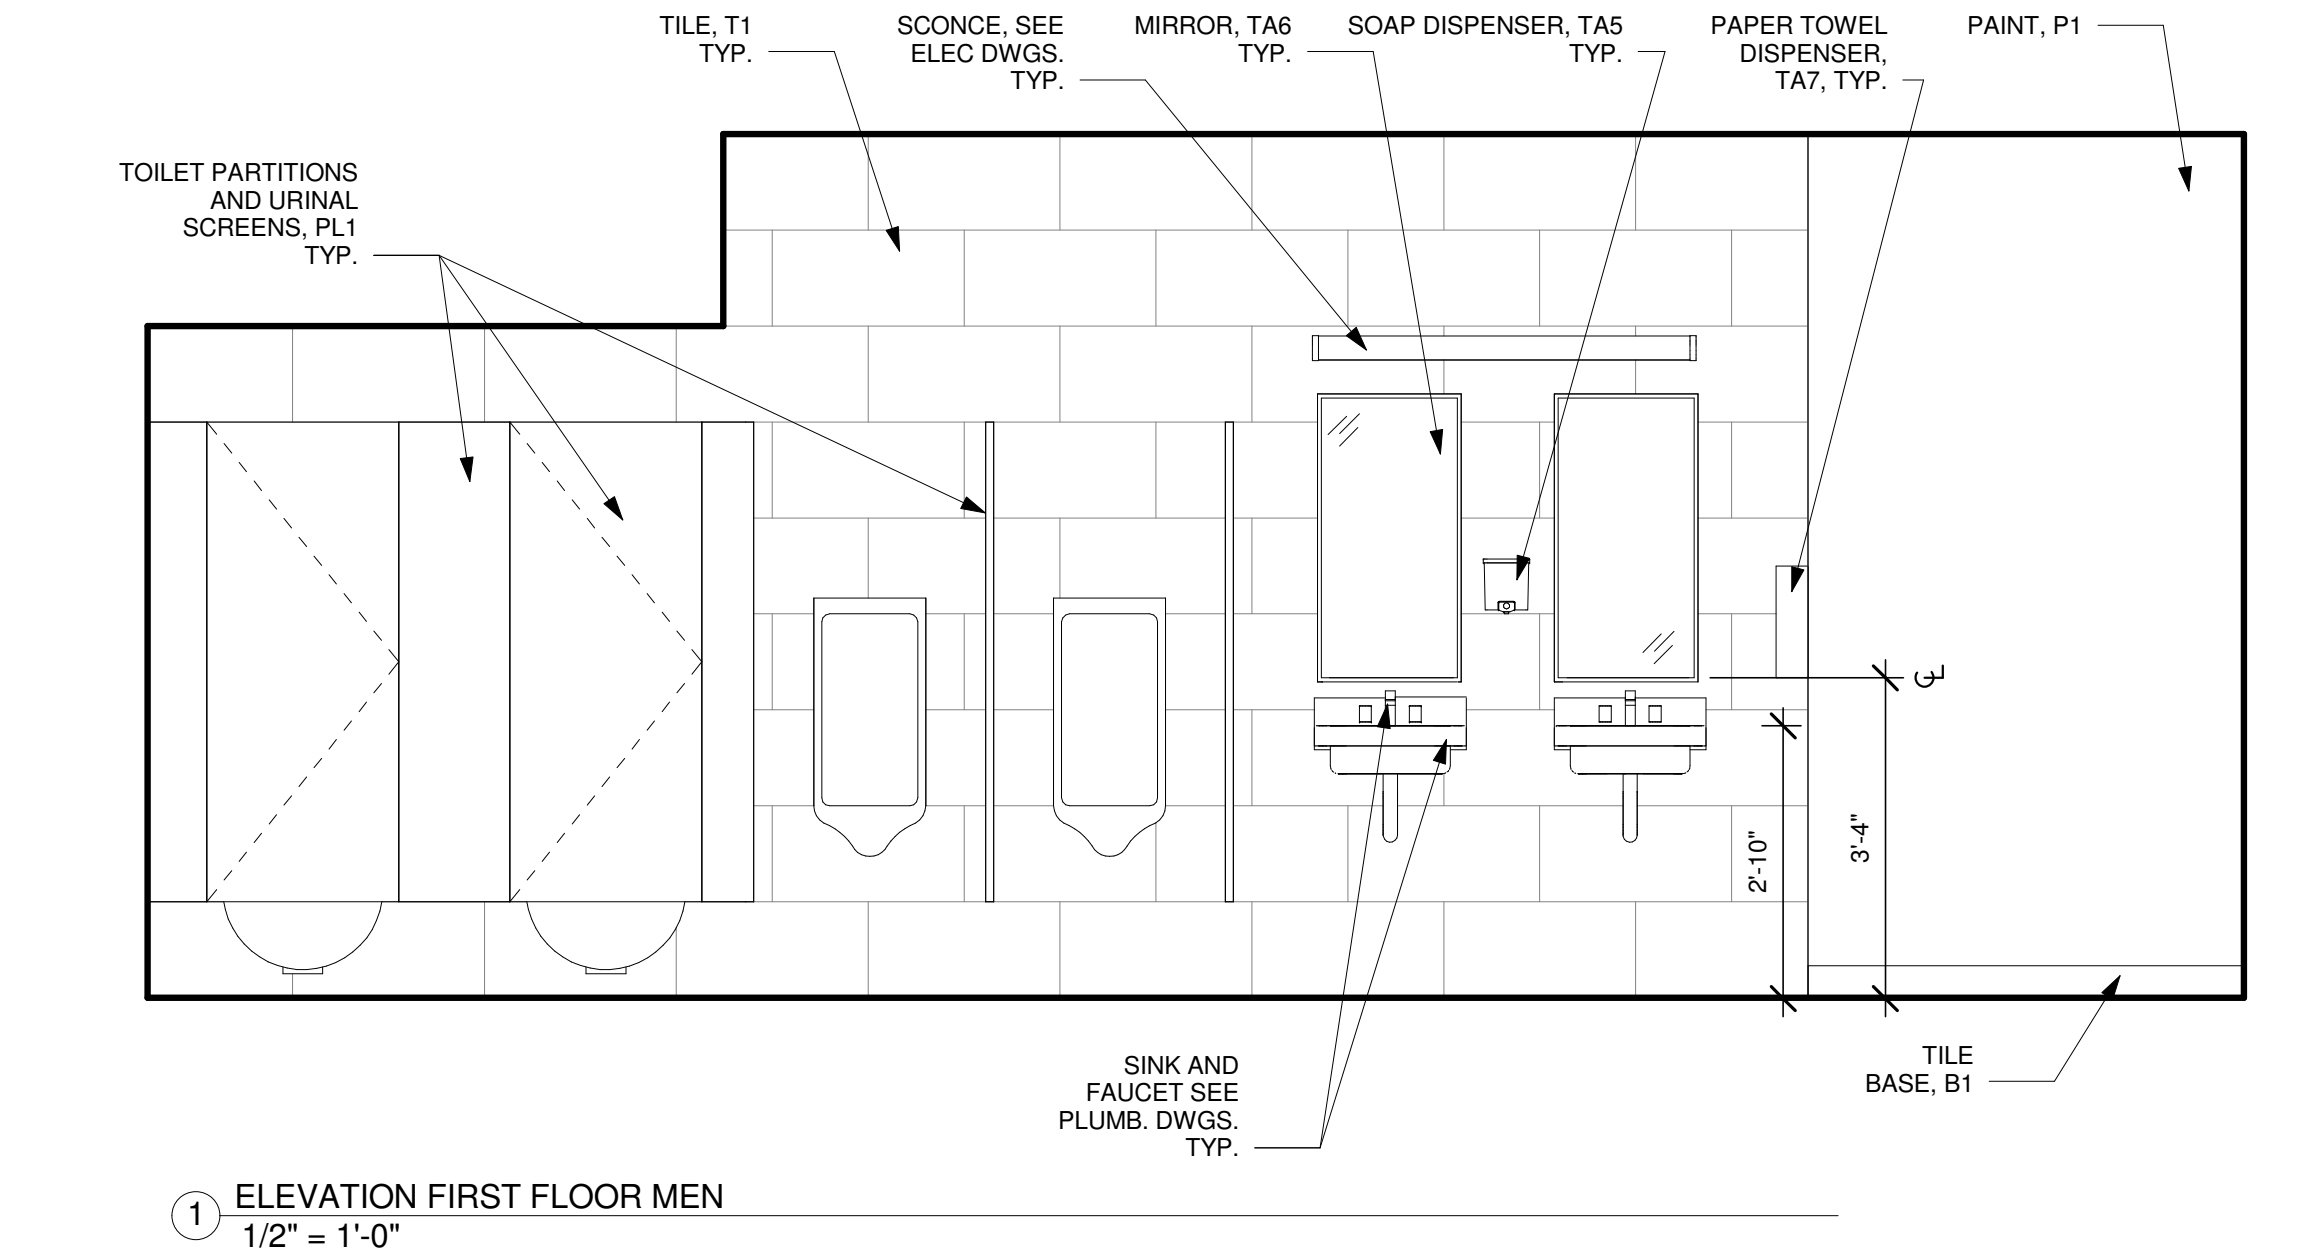 TILE, T1
TYP.
SCONCE, SEE
ELEC DWGS.
TYP.
MIRROR, TA6
TYP.
SOAP DISPENSER, TA5
TYP.
PAPER TOWEL
DISPENSER,
TA7, TYP.
PAINT, P1
TOILET PARTITIONS
AND URINAL
SCREENS, PL1
TYP.
CL
2'-10"
3'-4"
SINK AND
FAUCET SEE
PLUMB. DWGS.
TYP.
TILE
BASE, B1
1
ELEVATION FIRST FLOOR MEN
1/2" = 1'-0"